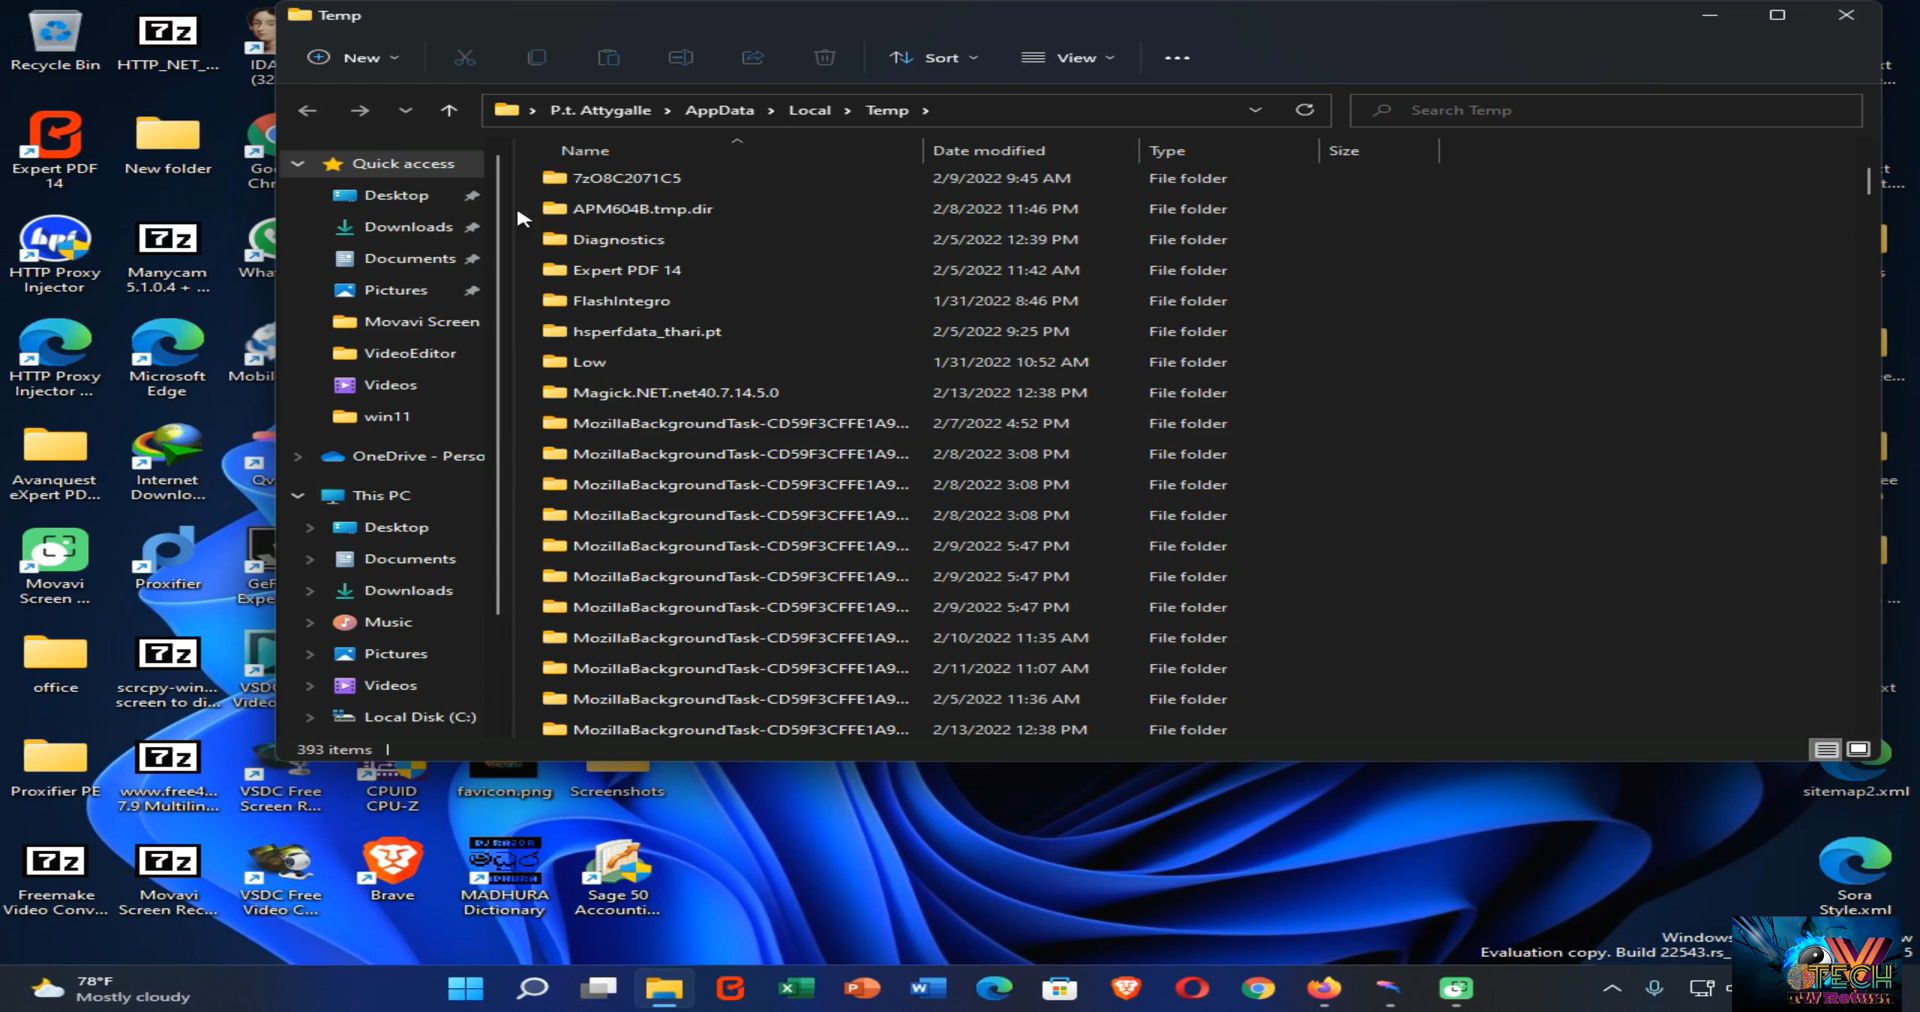 Temp
New
Sort
View
P.t. Attygalle > AppData > Local > Temp >
Search Temp
Name
Date modified
Type
Size
Quick access
Desktop
Downloads
Documents
Pictures
Movavi Screen
VideoEditor
Videos
win11
OneDrive - Perso
This PC
Desktop
Documents
Downloads
Music
Pictures
Videos
Local Disk (C:)
7zO8C2071C5 2/9/2022 9:45 AM File folder
APM604B.tmp.dir 2/8/2022 11:46 PM File folder
Diagnostics 2/5/2022 12:39 PM File folder
Expert PDF 14 2/5/2022 11:42 AM File folder
FlashIntegro 1/31/2022 8:46 PM File folder
hsperfdata_thari.pt 2/5/2022 9:25 PM File folder
Low 1/31/2022 10:52 AM File folder
Magick.NET.net40.7.14.5.0 2/13/2022 12:38 PM File folder
MozillaBackgroundTask-CD59F3CFFE1A9... 2/7/2022 4:52 PM File folder
MozillaBackgroundTask-CD59F3CFFE1A9... 2/8/2022 3:08 PM File folder
MozillaBackgroundTask-CD59F3CFFE1A9... 2/8/2022 3:08 PM File folder
MozillaBackgroundTask-CD59F3CFFE1A9... 2/8/2022 3:08 PM File folder
MozillaBackgroundTask-CD59F3CFFE1A9... 2/9/2022 5:47 PM File folder
MozillaBackgroundTask-CD59F3CFFE1A9... 2/9/2022 5:47 PM File folder
MozillaBackgroundTask-CD59F3CFFE1A9... 2/9/2022 5:47 PM File folder
MozillaBackgroundTask-CD59F3CFFE1A9... 2/10/2022 11:35 AM File folder
MozillaBackgroundTask-CD59F3CFFE1A9... 2/11/2022 11:07 AM File folder
MozillaBackgroundTask-CD59F3CFFE1A9... 2/5/2022 11:36 AM File folder
MozillaBackgroundTask-CD59F3CFFE1A9... 2/13/2022 12:38 PM File folder
393 items
Recycle Bin
HTTP_NET_...
IDA
(32
Expert PDF
14
New folder
Goo
Chr
HTTP Proxy
Injector
Manycam
5.1.0.4 + ...
Wha
HTTP Proxy
Injector ...
Microsoft
Edge
Mobil
Avanquest
eXpert PD...
Internet
Downlo...
Qv
Movavi
Screen ...
Proxifier
GeF
Expe
office
scrcpy-win...
screen to di...
VSDC
Video
Proxifier PE
www.free4...
7.9 Multilin...
VSDC Free
Screen R...
CPUID
CPU-Z
favicon.png
Screenshots
Freemake
Video Conv...
Movavi
Screen Rec...
VSDC Free
Video C...
Brave
MADHURA
Dictionary
Sage 50
Accounti...
sitemap2.xml
Sora
Style.xml
Windows
Evaluation copy. Build 22543.rs_
78°F
Mostly cloudy
TECH